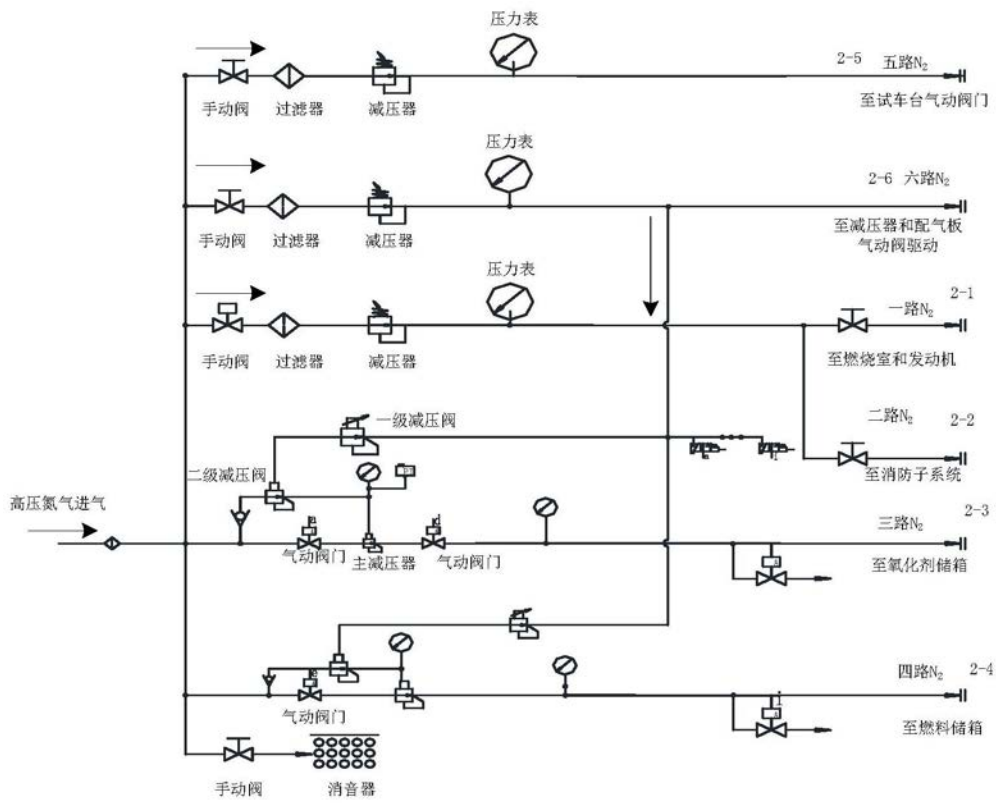 压力表
2-5 五路N₂
手动阀 过滤器 减压器
至试车台气动阀门
压力表
2-6 六路N₂
手动阀 过滤器 减压器
至减压器和配气板
气动阀驱动
压力表
2-1
一路N₂
手动阀 过滤器 减压器
至燃烧室和发动机
一级减压阀
二路N₂ 2-2
二级减压阀
至消防子系统
高压氮气进气
2-3
三路N₂
气动阀门 主减压器 气动阀门
至氧化剂储箱
四路N₂ 2-4
气动阀门
至燃料储箱
手动阀 消音器